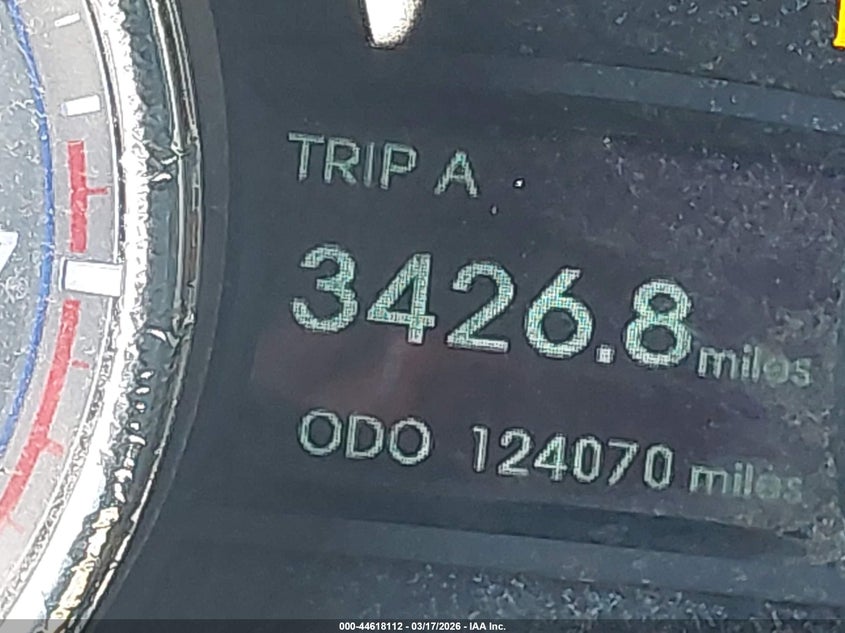 TRIP A
3426.8 miles
ODO 124070 miles
000-44618112 - 03/17/2026 - IAA Inc.